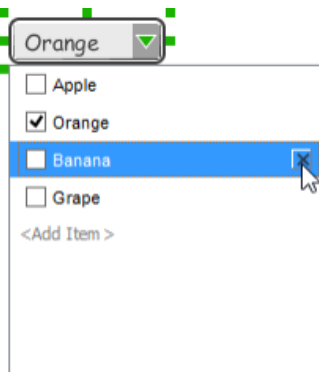 Orange
Apple
Orange
Banana
Grape
<Add Item >